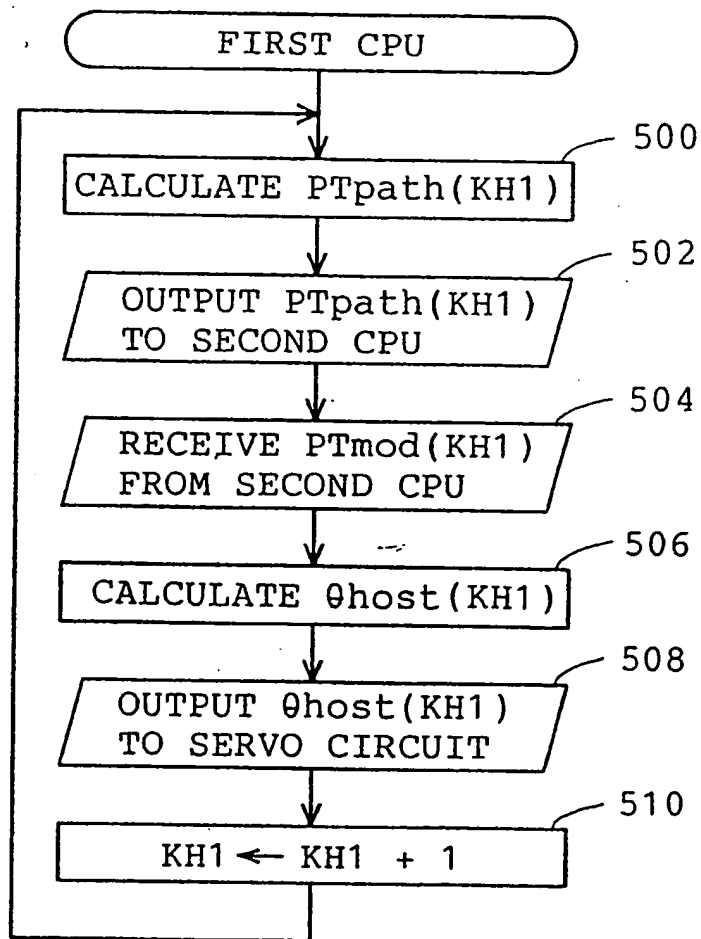 FIRST CPU
500
CALCULATE PTpath(KH1)
502
OUTPUT PTpath(KH1)
TO SECOND CPU
504
RECEIVE PTmod(KH1)
FROM SECOND CPU
506
CALCULATE θhost(KH1)
508
OUTPUT θhost(KH1)
TO SERVO CIRCUIT
510
KH1 ← KH1 + 1